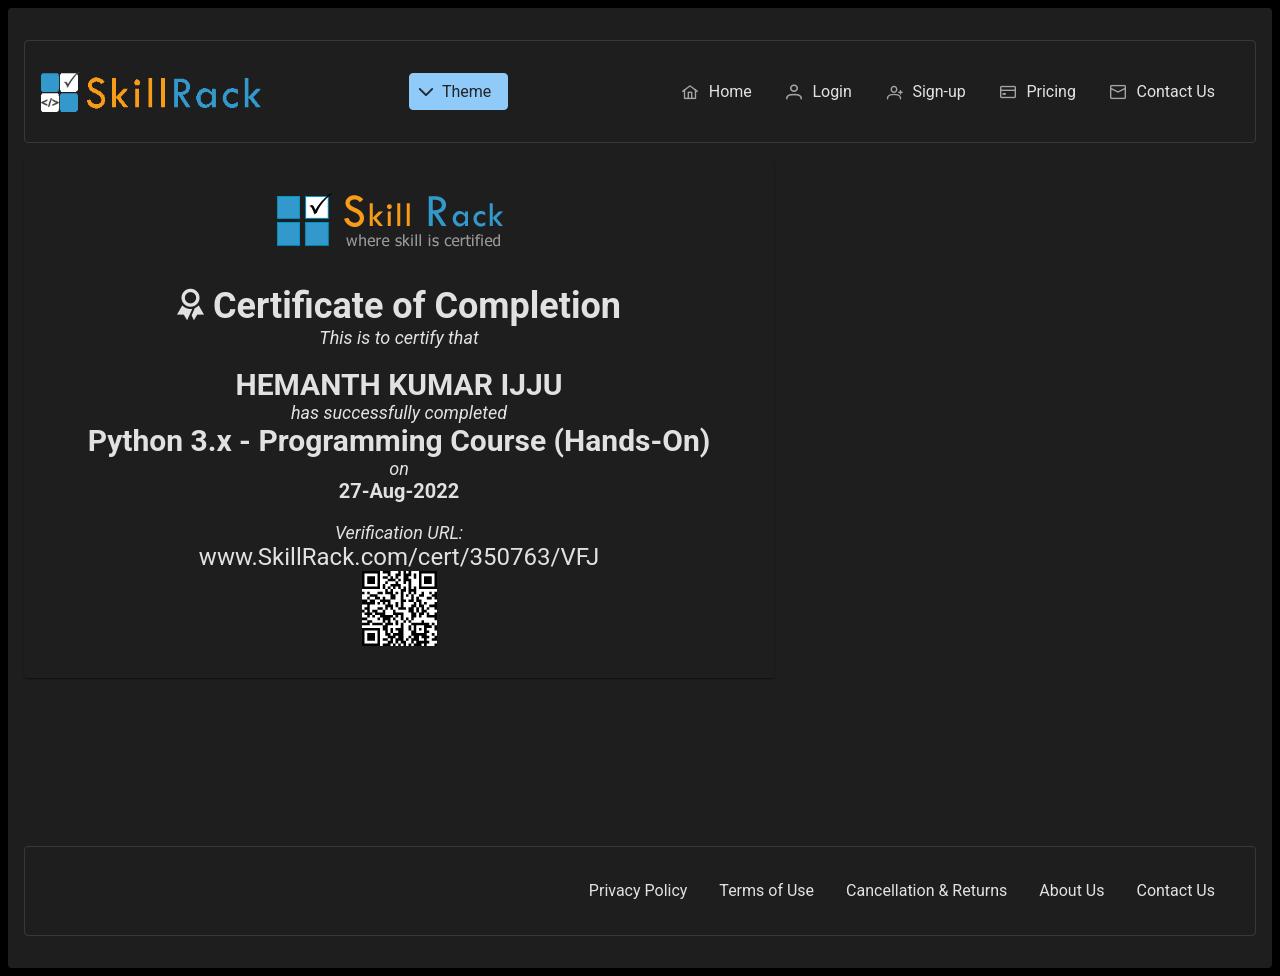 </> SkillRack
Theme
Home
Login
Sign-up
Pricing
Contact Us
Skill Rack
where skill is certified
Certificate of Completion
This is to certify that
HEMANTH KUMAR IJJU
has successfully completed
Python 3.x - Programming Course (Hands-On)
on
27-Aug-2022
Verification URL:
www.SkillRack.com/cert/350763/VFJ
Privacy Policy
Terms of Use
Cancellation & Returns
About Us
Contact Us